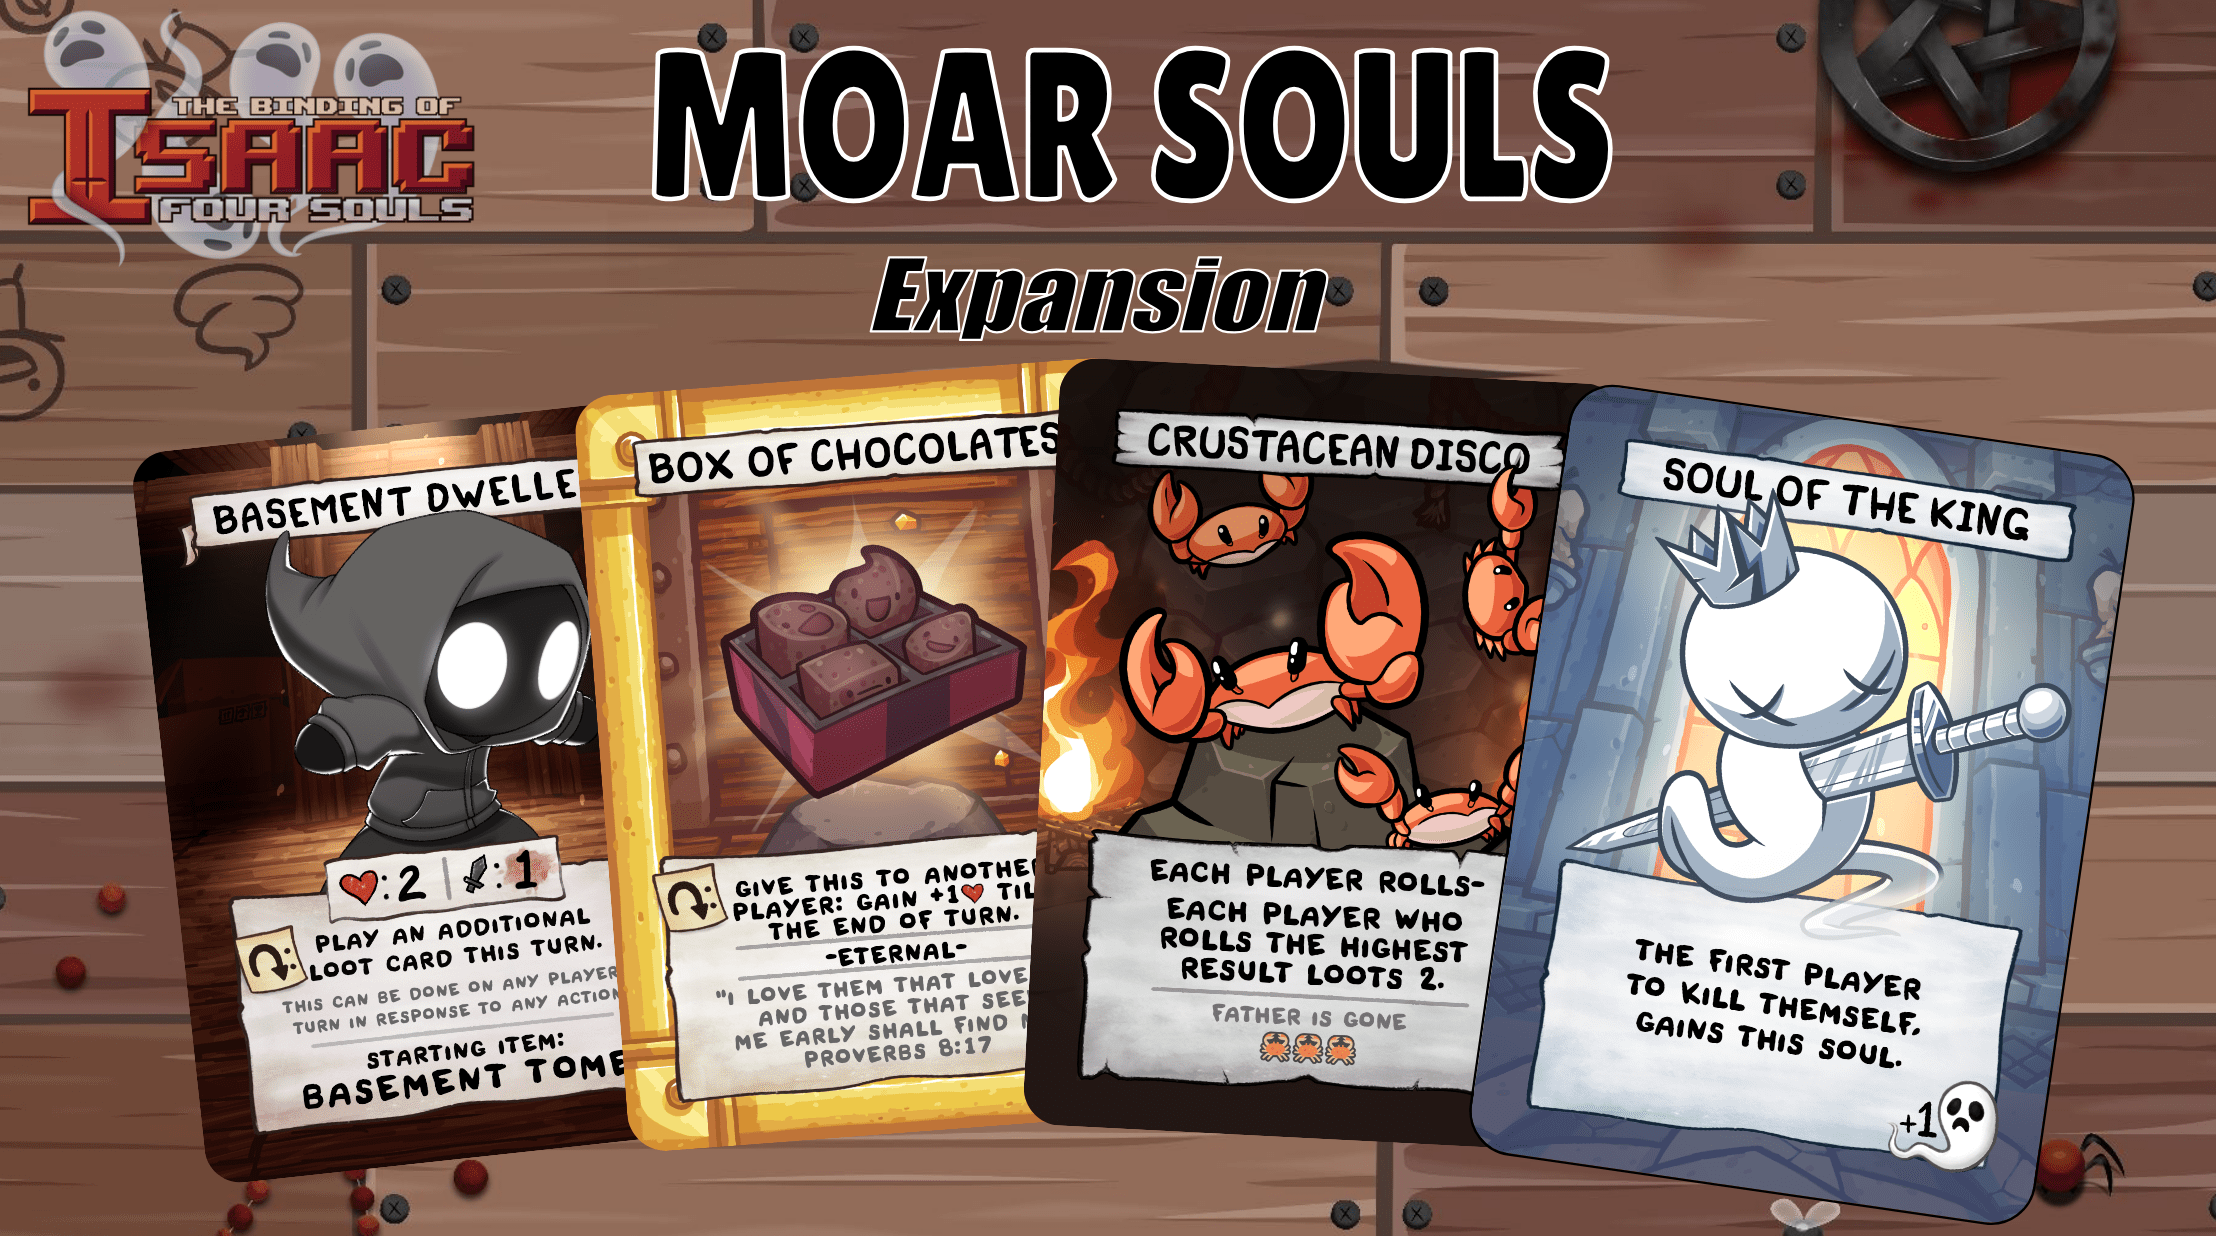 THE BINDING OF
ISAAC
FOUR SOULS
MOAR SOULS
Expansion
BASEMENT DWELLE
:2 :1
PLAY AN ADDITIONAL
LOOT CARD THIS TURN.
THIS CAN BE DONE ON ANY PLAYER
TURN IN RESPONSE TO ANY ACTION
STARTING ITEM:
BASEMENT TOME
BOX OF CHOCOLATES
GIVE THIS TO ANOTHER
PLAYER: GAIN +1 TIL
THE END OF TURN.
-ETERNAL-
"I LOVE THEM THAT LOVE
AND THOSE THAT SEE
ME EARLY SHALL FIND
PROVERBS 8:17
CRUSTACEAN DISCO
EACH PLAYER ROLLS-
EACH PLAYER WHO
ROLLS THE HIGHEST
RESULT LOOTS 2.
FATHER IS GONE
SOUL OF THE KING
THE FIRST PLAYER
TO KILL THEMSELF,
GAINS THIS SOUL.
+1